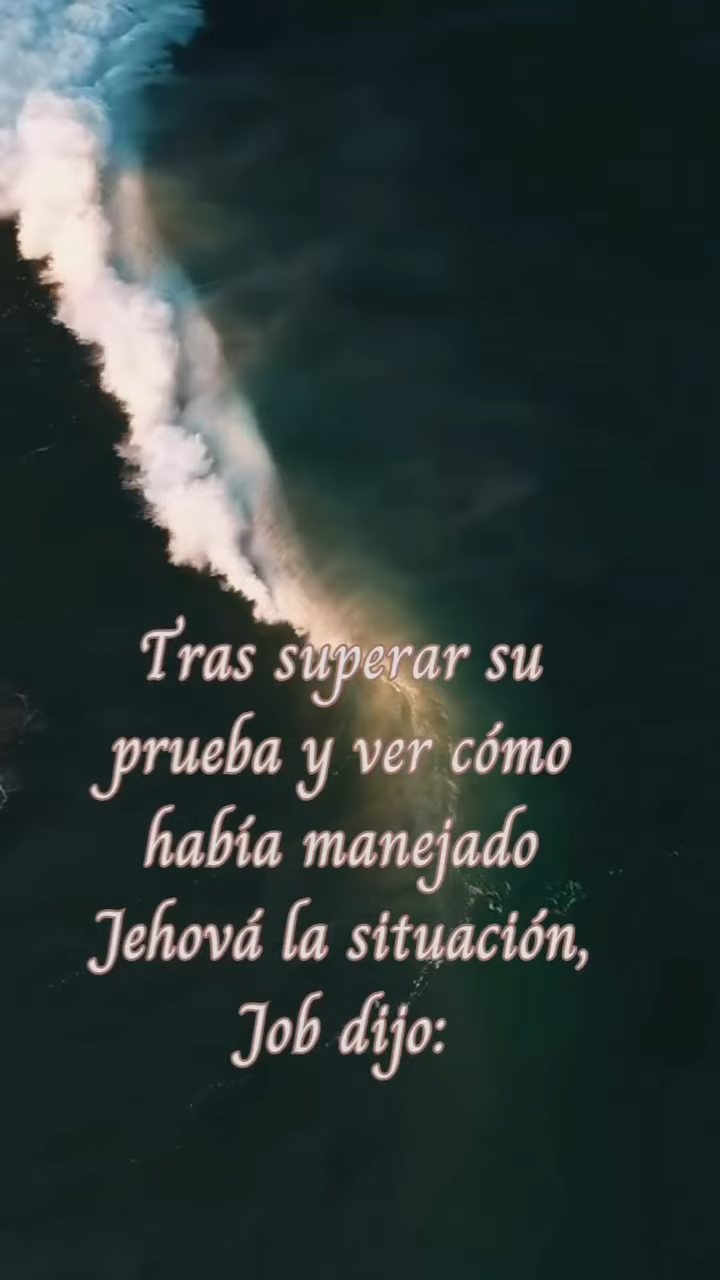 Tras superar su
prueba y ver cómo
había manejado
Jehová la situación,
Job dijo: